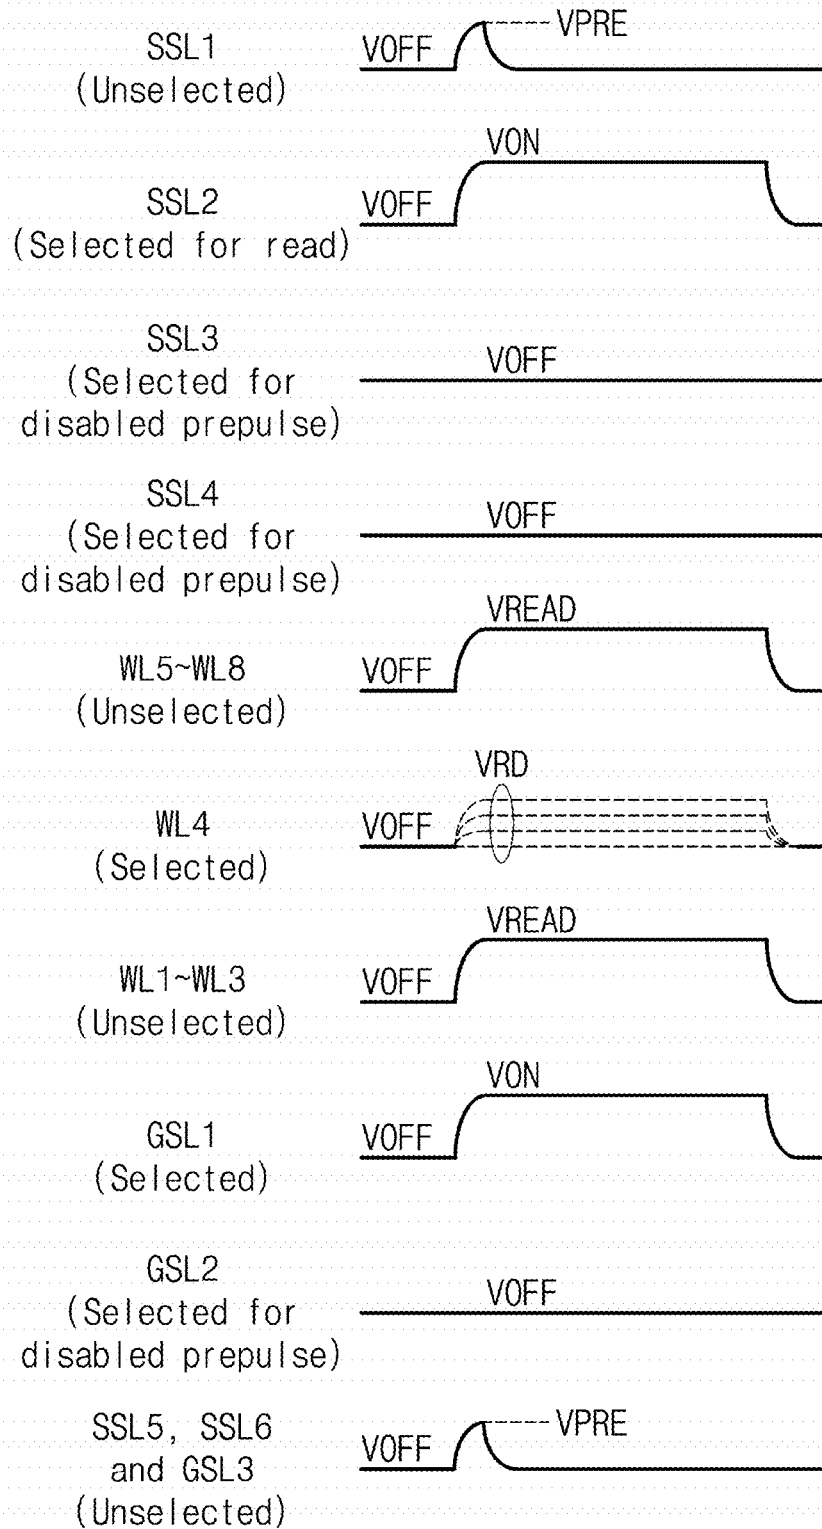 SSL1
(Unselected)
VOFF
VPRE
SSL2
(Selected for read)
VOFF
VON
SSL3
(Selected for
disabled prepulse)
VOFF
SSL4
(Selected for
disabled prepulse)
VOFF
WL5~WL8
(Unselected)
VOFF
VREAD
WL4
(Selected)
VOFF
VRD
WL1~WL3
(Unselected)
VOFF
VREAD
GSL1
(Selected)
VOFF
VON
GSL2
(Selected for
disabled prepulse)
VOFF
SSL5, SSL6
and GSL3
(Unselected)
VOFF
VPRE